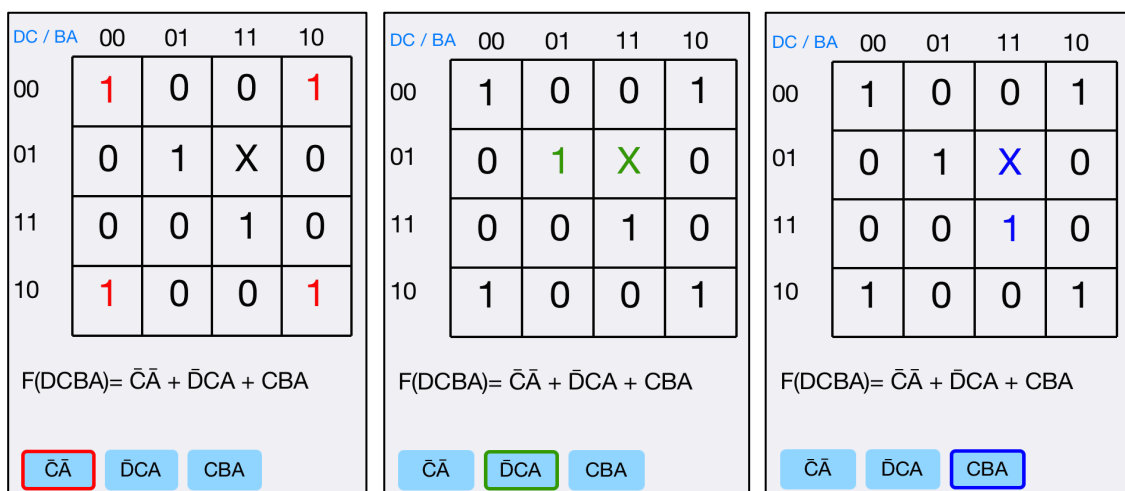 DC / BA 00 01 11 10
00 1 0 0 1
01 0 1 X 0
11 0 0 1 0
10 1 0 0 1
F(DCBA)= C̄Ā + D̄CA + CBA
C̄Ā D̄CA CBA
DC / BA 00 01 11 10
00 1 0 0 1
01 0 1 X 0
11 0 0 1 0
10 1 0 0 1
F(DCBA)= C̄Ā + D̄CA + CBA
C̄Ā D̄CA CBA
DC / BA 00 01 11 10
00 1 0 0 1
01 0 1 X 0
11 0 0 1 0
10 1 0 0 1
F(DCBA)= C̄Ā + D̄CA + CBA
C̄Ā D̄CA CBA